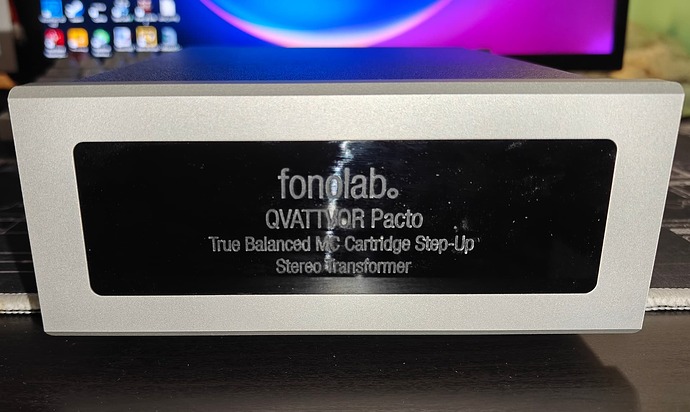 fonolab.
QVATTVOR Pacto
True Balanced MC Cartridge Step-Up
Stereo Transformer